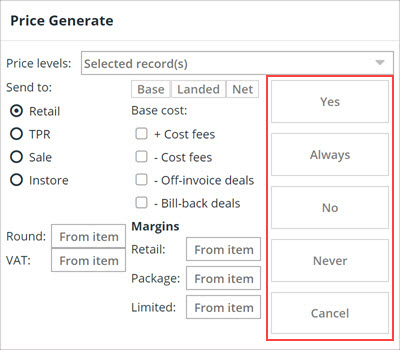 Price Generate
Price levels: Selected record(s)
Send to:
Retail
TPR
Sale
Instore
Round: From item
VAT: From item
Base Landed Net
Base cost:
+ Cost fees
- Cost fees
- Off-invoice deals
- Bill-back deals
Margins
Retail: From item
Package: From item
Limited: From item
Yes
Always
No
Never
Cancel